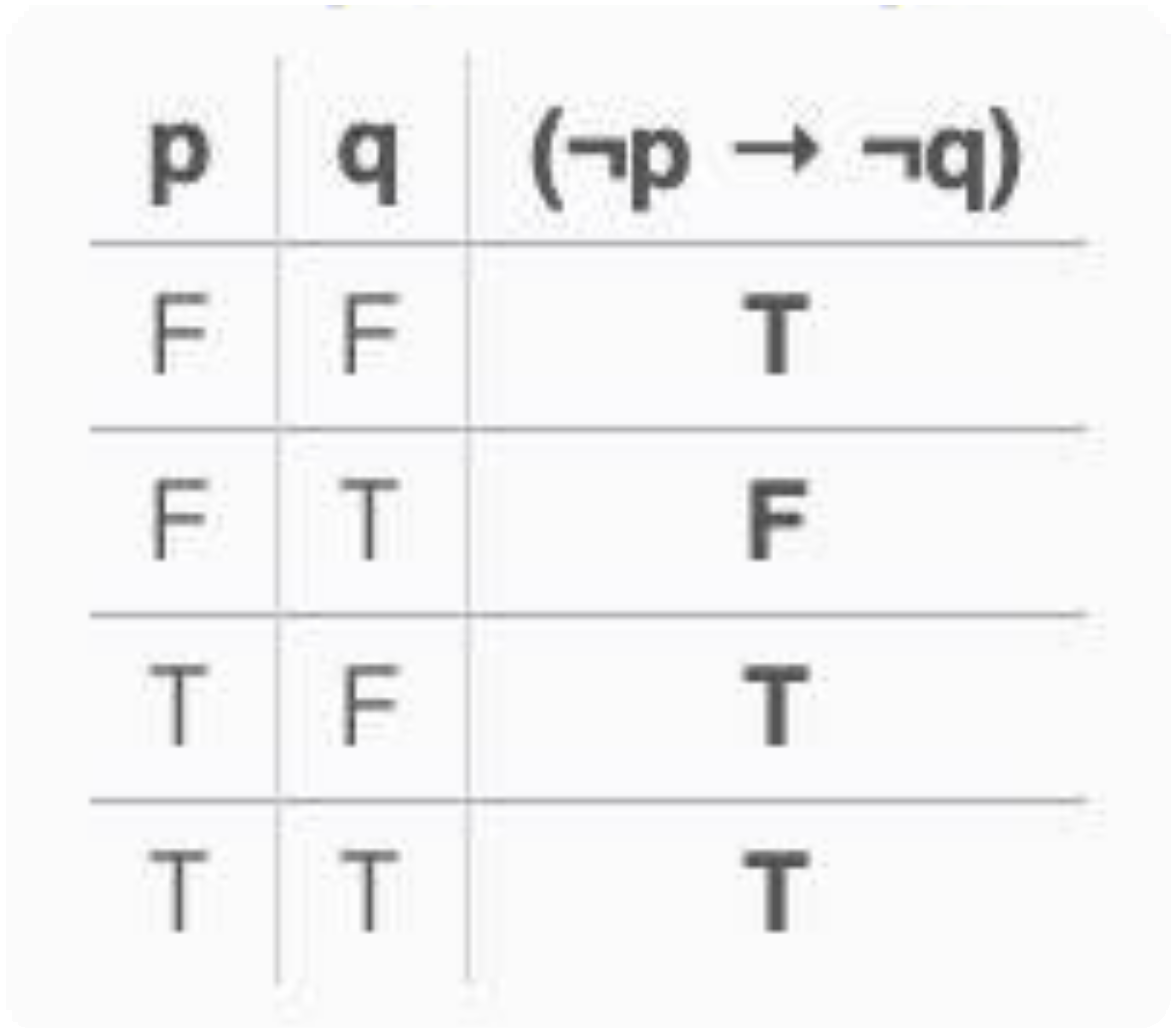 p q (¬p → ¬q)
F F T
F T F
T F T
T T T